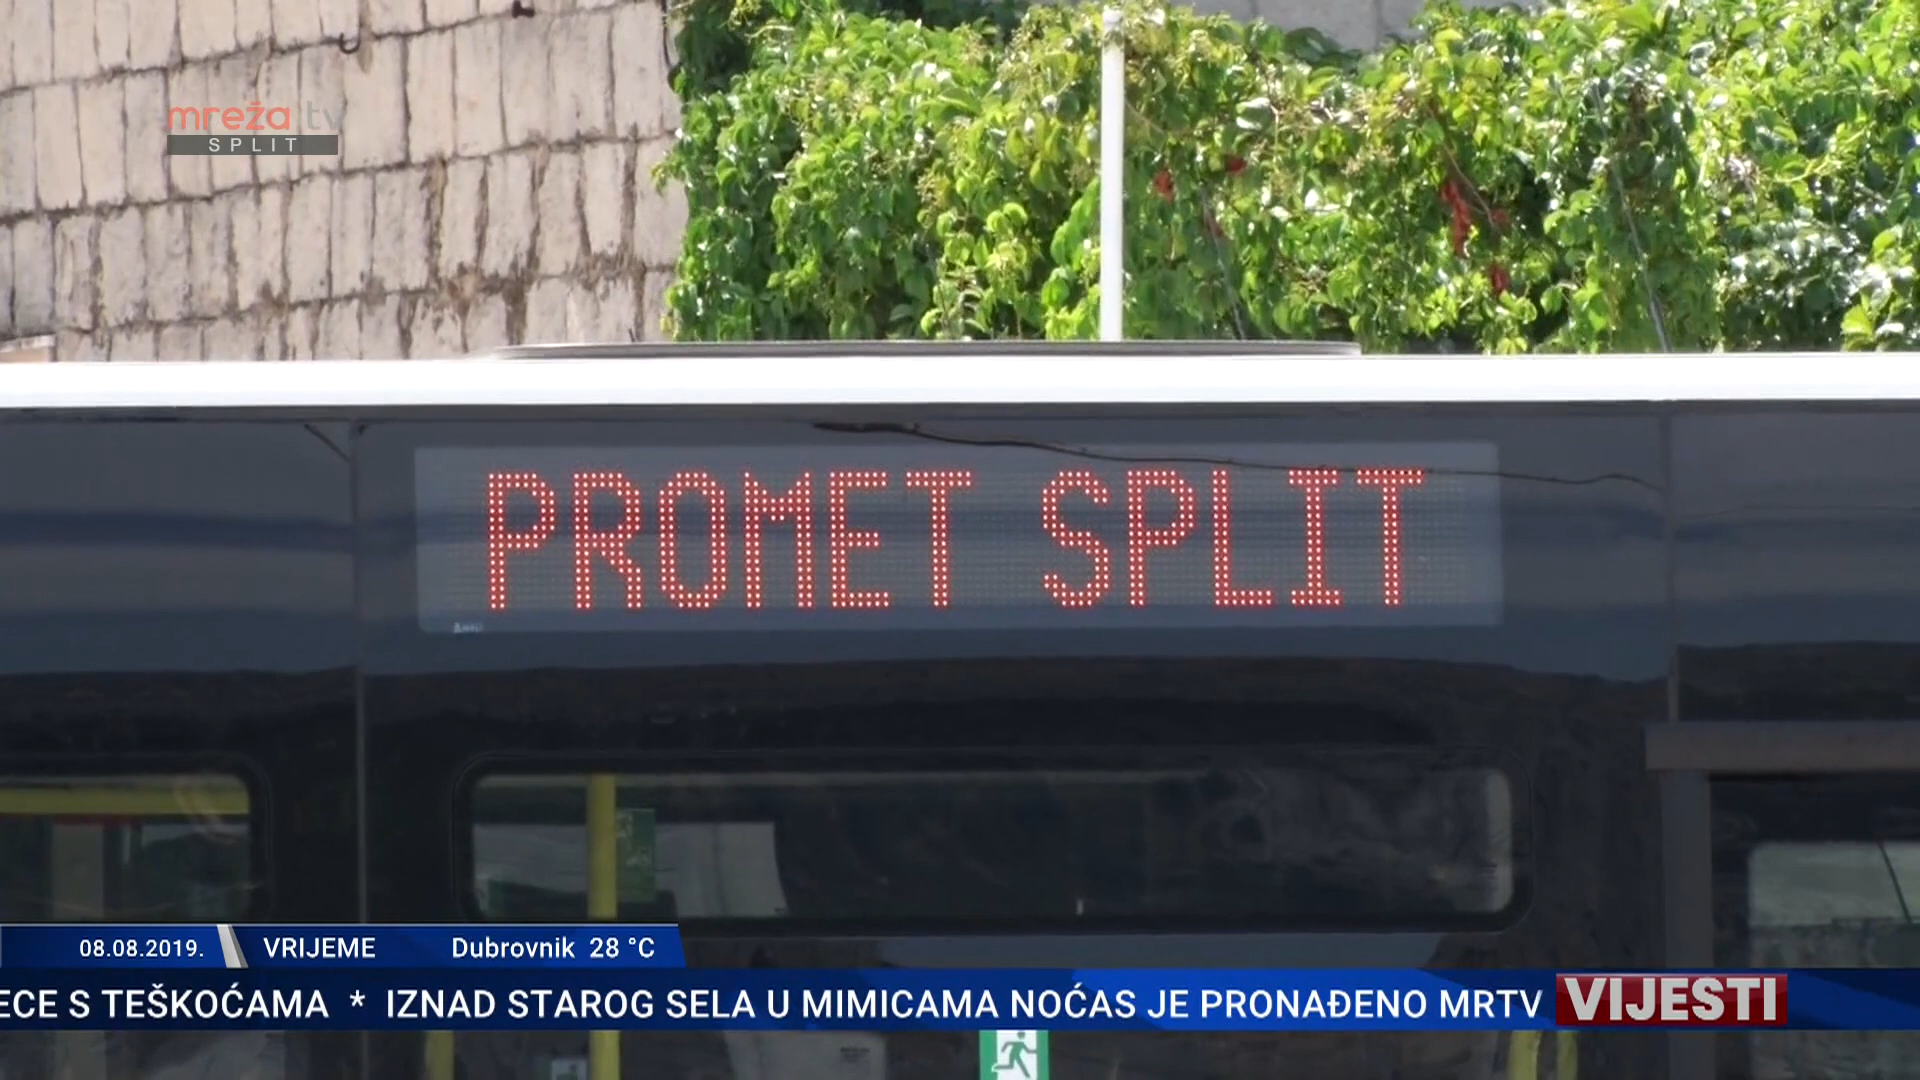 mreža tv
SPLIT
PROMET SPLIT
08.08.2019. VRIJEME Dubrovnik 28 °C
ECE S TEŠKOĆAMA * IZNAD STAROG SELA U MIMICAMA NOĆAS JE PRONAĐENO MRTV
VIJESTI